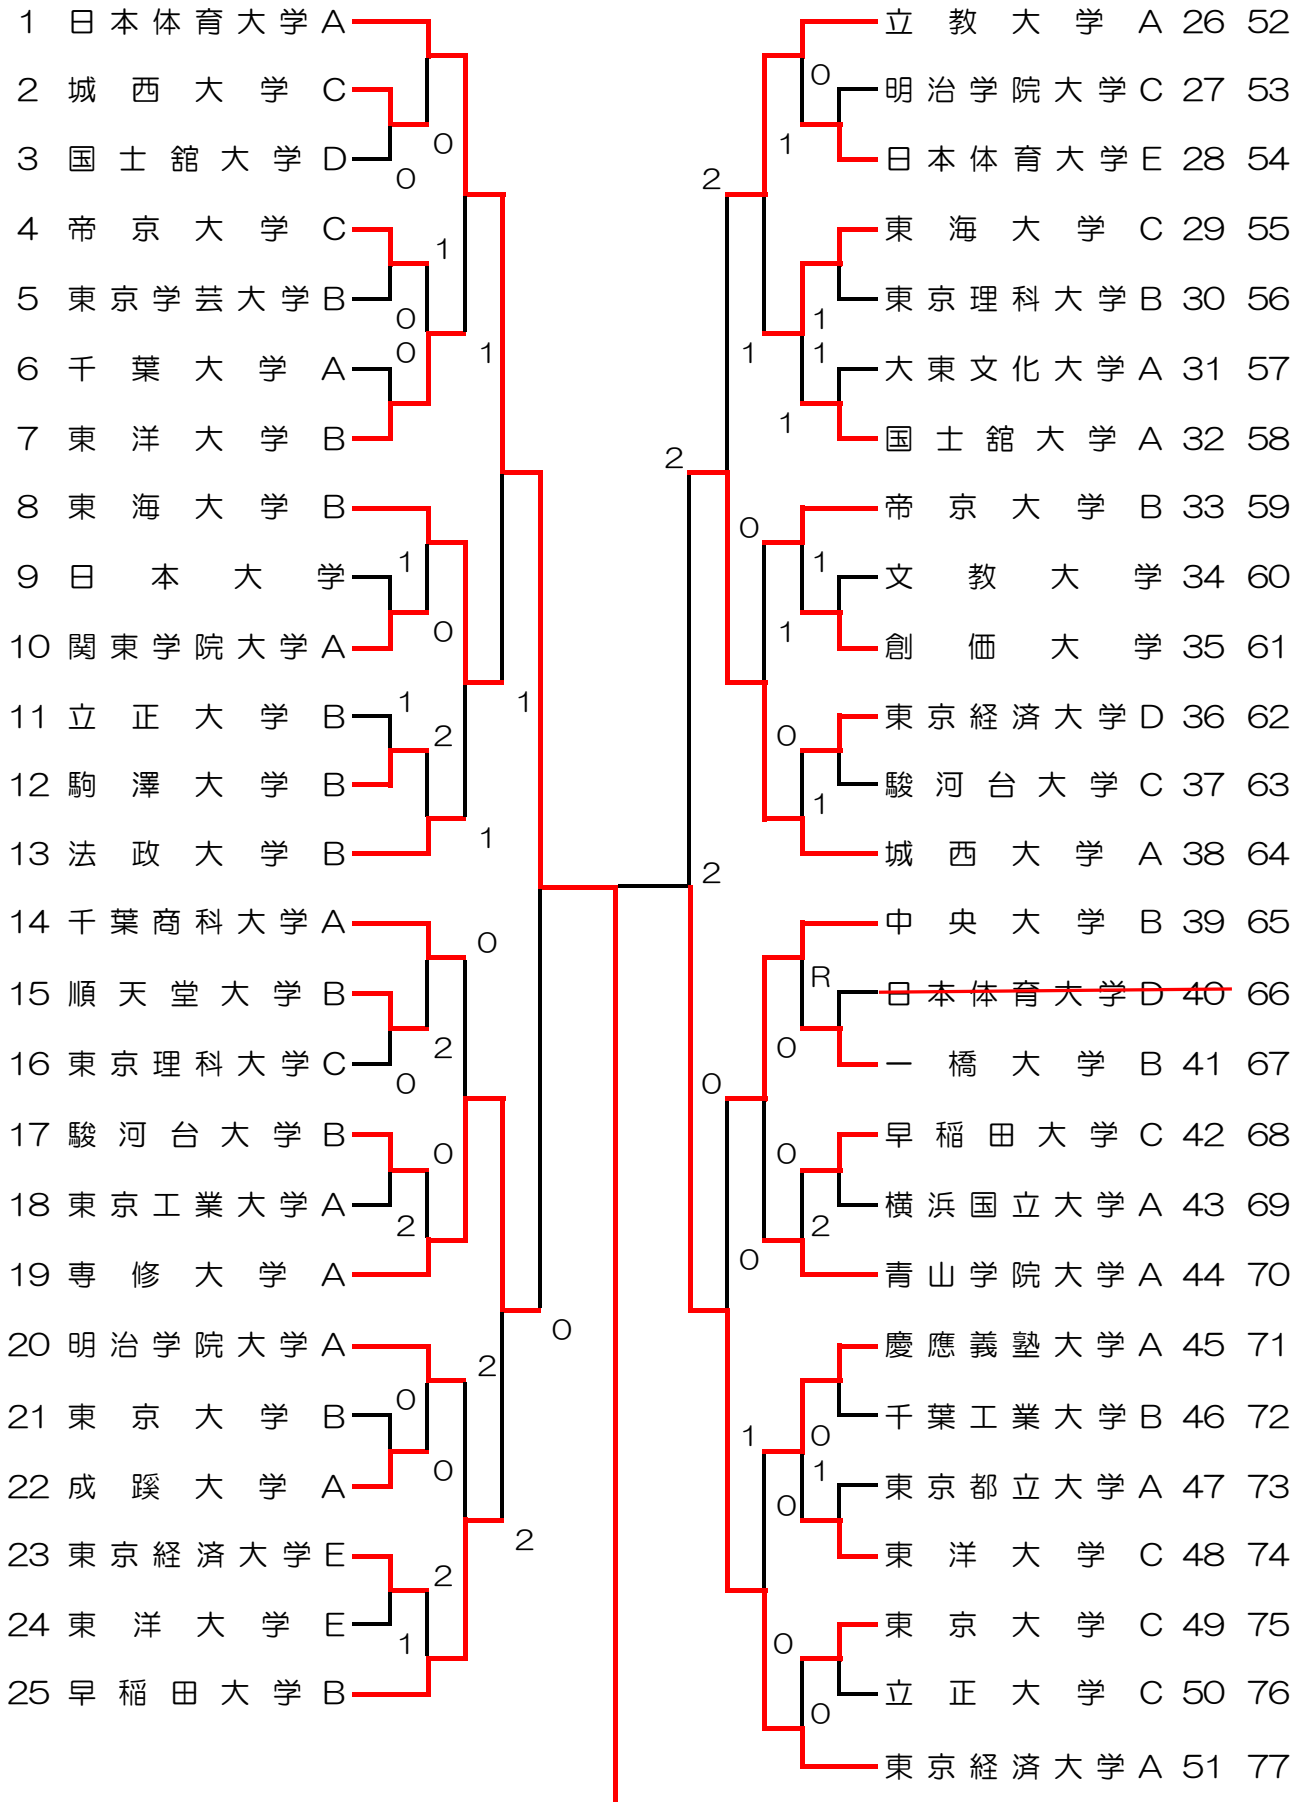 1 日本体育大学A
2 城西大学C
3 国士舘大学D
0
0
4 帝京大学C
1
5 東京学芸大学B
0
6 千葉大学A
0
1
7 東洋大学B
8 東海大学B
9 日本大学
1
10 関東学院大学A
0
11 立正大学B
1
1
12 駒澤大学B
2
13 法政大学B
1
14 千葉商科大学A
0
15 順天堂大学B
16 東京理科大学C
2
0
17 駿河台大学B
0
18 東京工業大学A
2
19 専修大学A
0
20 明治学院大学A
2
21 東京大学B
0
22 成蹊大学A
0
2
23 東京経済大学E
2
24 東洋大学E
1
25 早稲田大学B
立教大学A 26 52
0
明治学院大学C 27 53
1
日本体育大学E 28 54
2
東海大学C 29 55
東京理科大学B 30 56
1
1
1
大東文化大学A 31 57
1
国士舘大学A 32 58
2
帝京大学B 33 59
0
1
文教大学 34 60
1
創価大学 35 61
東京経済大学D 36 62
0
駿河台大学C 37 63
1
城西大学A 38 64
2
中央大学B 39 65
R
日本体育大学D 40 66
0
一橋大学B 41 67
0
早稲田大学C 42 68
0
横浜国立大学A 43 69
2
0
青山学院大学A 44 70
慶應義塾大学A 45 71
千葉工業大学B 46 72
1
0
1
東京都立大学A 47 73
0
東洋大学C 48 74
東京大学C 49 75
0
立正大学C 50 76
0
東京経済大学A 51 77